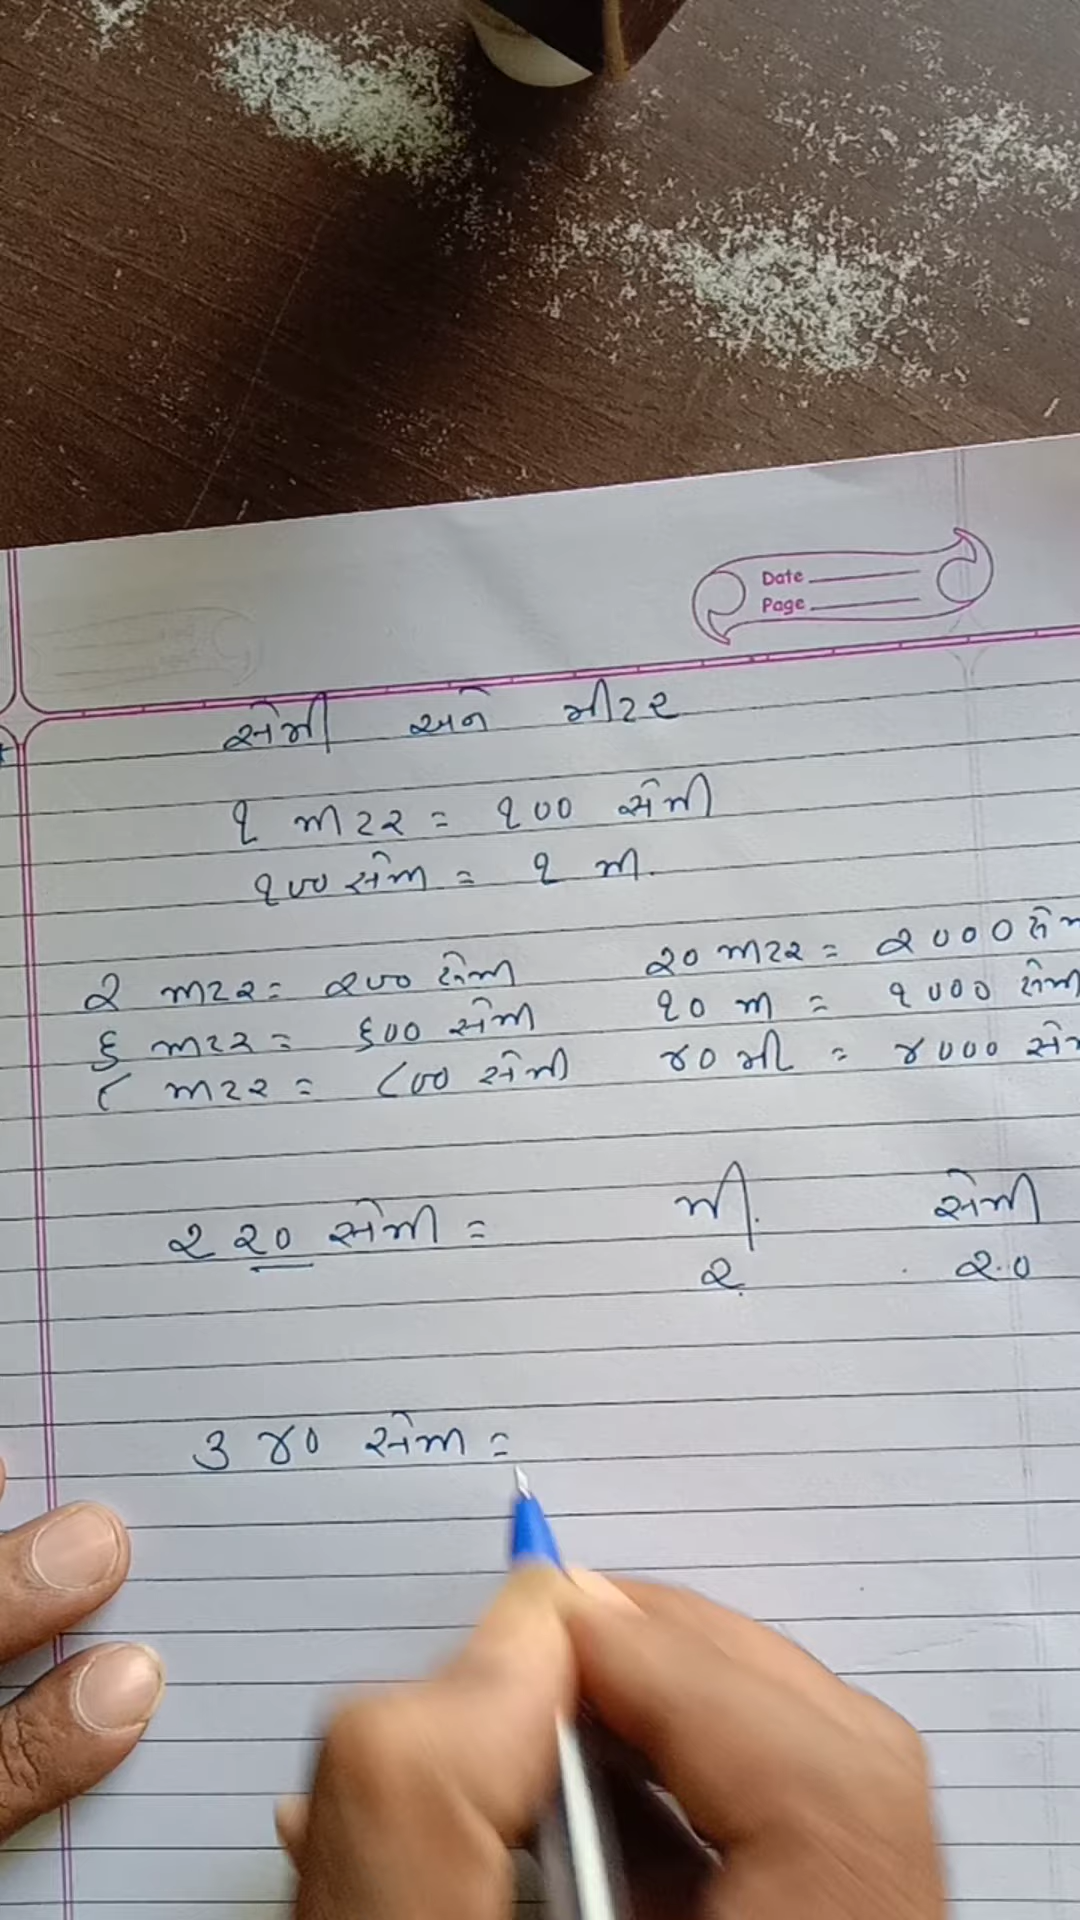 Date
Page
સેમી અને મીટર
૧ મીટર = ૧૦૦ સેમી
૧૦૦ સેમી = ૧ મી.
૨ મીટર = ૨૦૦ સેમી ૨૦ મીટર = ૨૦૦૦ સેમ
૬ મીટર = ૬૦૦ સેમી ૧૦ મી = ૧૦૦૦ સેમી
૮ મીટર = ૮૦૦ સેમી ૪૦ મી = ૪૦૦૦ સેમ
૨૨૦ સેમી = મી. સેમી
૨. ૨૦
૩૪૦ સેમી =